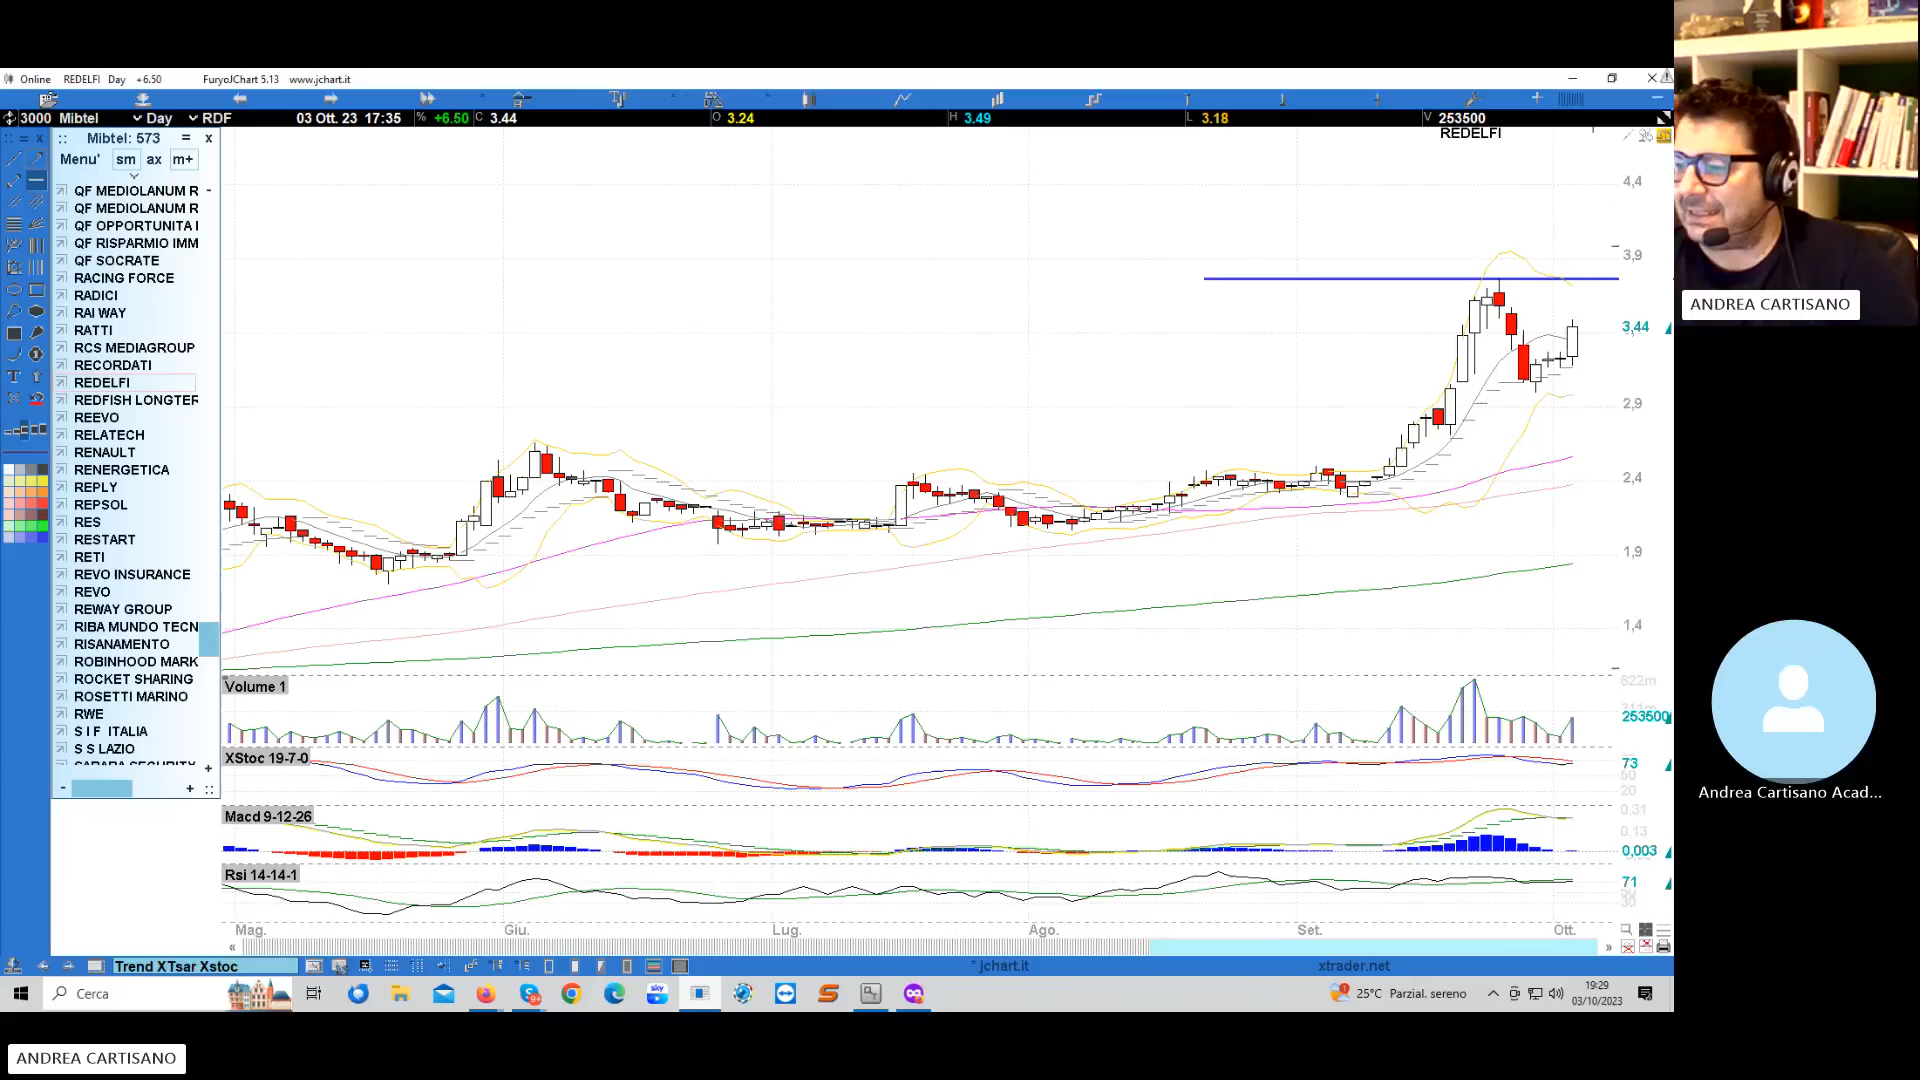 Online REDELFI Day +6.50 FuryoJChart 5.13 www.jchart.it
3000 Mibtel Day RDF 03 Ott. 23 17:35 % +6.50 C 3.44 O 3.24 H 3.49 L 3.18 V 253500
REDELFI
Mibtel: 573 = x
Menu' sm ax m+
QF MEDIOLANUM R
QF MEDIOLANUM R
QF OPPORTUNITA I
QF RISPARMIO IMM
QF SOCRATE
RACING FORCE
RADICI
RAI WAY
RATTI
RCS MEDIAGROUP
RECORDATI
REDELFI
REDFISH LONGTER
REEVO
RELATECH
RENAULT
RENERGETICA
REPLY
REPSOL
RES
RESTART
RETI
REVO INSURANCE
REVO
REWAY GROUP
RIBA MUNDO TECN
RISANAMENTO
ROBINHOOD MARK
ROCKET SHARING
ROSETTI MARINO
RWE
S I F ITALIA
S S LAZIO
4,4
3,9
3,44
2,9
2,4
1,9
1,4
Volume 1
622m
253500
XStoc 19-7-0
73
50
20
Macd 9-12-26
0,31
0,13
0,003
Rsi 14-14-1
71
30
Mag. Giu. Lug. Ago. Set. Ott.
Trend XTsar Xstoc
jchart.it
xtrader.net
Cerca
25°C Parzial. sereno
19:29
03/10/2023
ANDREA CARTISANO
Andrea Cartisano Acad...
ANDREA CARTISANO